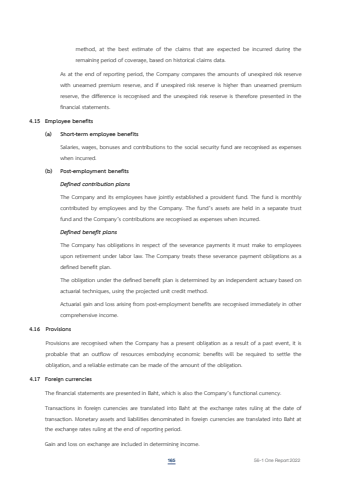 method, at the best estimate of the claims that are expected be incurred during the
remaining period of coverage, based on historical claims data.
As at the end of reporting period, the Company compares the amounts of unexpired risk reserve
with unearned premium reserve, and if unexpired risk reserve is higher than unearned premium
reserve, the difference is recognised and the unexpired risk reserve is therefore presented in the
financial statements.
4.15 Employee benefits
(a) Short-term employee benefits
Salaries, wages, bonuses and contributions to the social security fund are recognised as expenses
when incurred.
(b) Post-employment benefits
Defined contribution plans
The Company and its employees have jointly established a provident fund. The fund is monthly
contributed by employees and by the Company. The fund's assets are held in a separate trust
fund and the Company's contributions are recognised as expenses when incurred.
Defined benefit plans
The Company has obligations in respect of the severance payments it must make to employees
upon retirement under labor law. The Company treats these severance payment obligations as a
defined benefit plan.
The obligation under the defined benefit plan is determined by an independent actuary based on
actuarial techniques, using the projected unit credit method.
Actuarial gain and loss arising from post-employment benefits are recognised immediately in other
comprehensive income.
4.16 Provisions
Provisions are recognised when the Company has a present obligation as a result of a past event, it is
probable that an outflow of resources embodying economic benefits will be required to settle the
obligation, and a reliable estimate can be made of the amount of the obligation.
4.17 Foreign currencies
The financial statements are presented in Baht, which is also the Company's functional currency.
Transactions in foreign currencies are translated into Baht at the exchange rates ruling at the date of
transaction. Monetary assets and liabilities denominated in foreign currencies are translated into Baht at
the exchange rates ruling at the end of reporting period.
Gain and loss on exchange are included in determining income.
165 56-1 One Report 2022